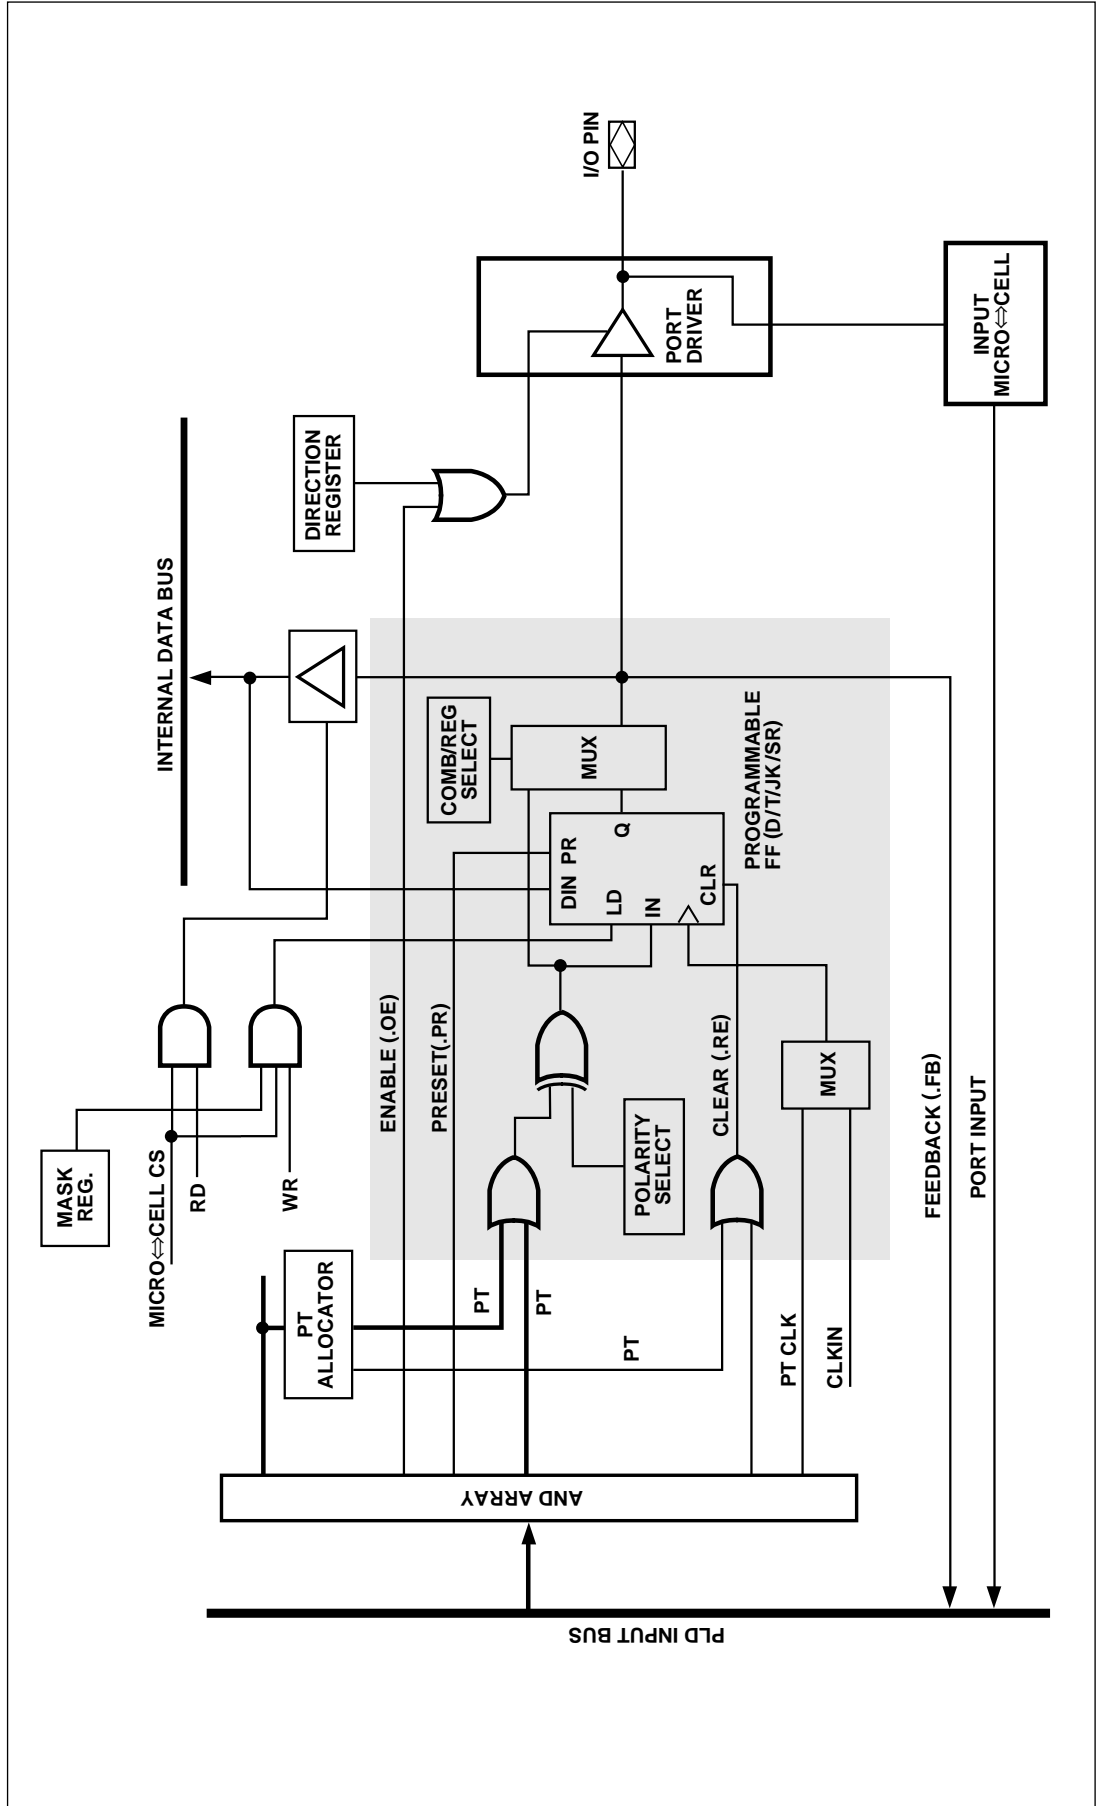 MASK
REG.
MICRO⇔CELL CS
RD
WR
INTERNAL DATA BUS
DIRECTION
REGISTER
PT
ALLOCATOR
PT
PT
PT
ENABLE (.OE)
PRESET(.PR)
COMB/REG
SELECT
MUX
DIN PR
LD
Q
IN
CLR
PROGRAMMABLE
FF (D/T/JK/SR)
POLARITY
SELECT
CLEAR (.RE)
MUX
PT CLK
CLKIN
AND ARRAY
PLD INPUT BUS
FEEDBACK (.FB)
PORT INPUT
PORT
DRIVER
I/O PIN
INPUT
MICRO⇔CELL